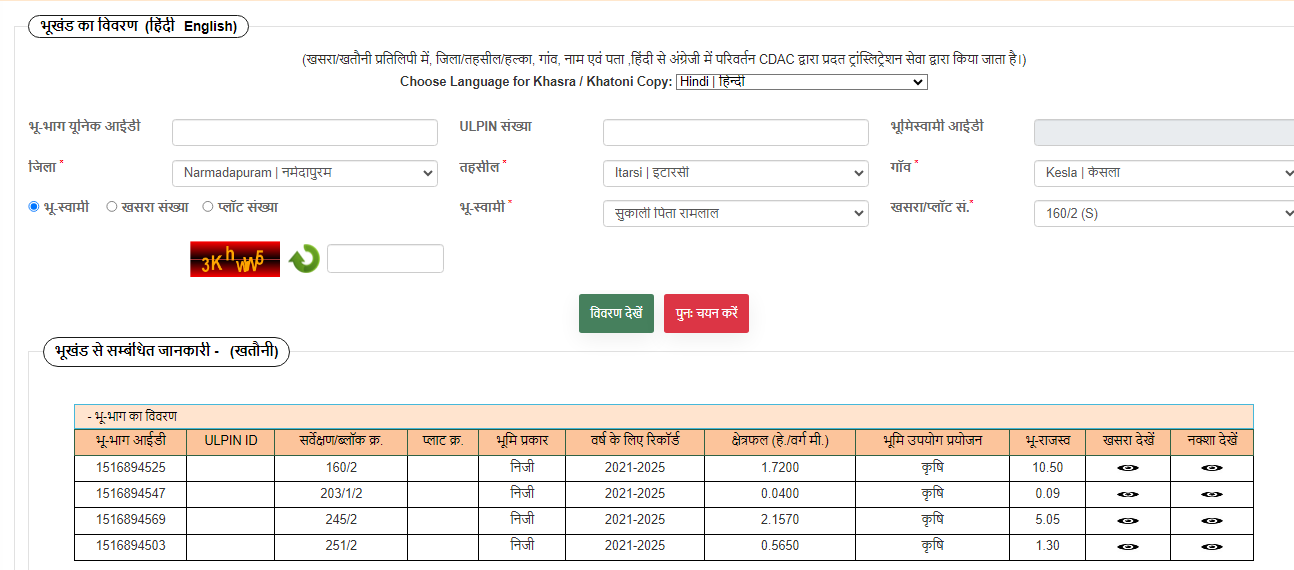 भूखंड का विवरण (हिंदी English)
(खसरा/खतौनी प्रतिलिपी में, जिला/तहसील/हल्का, गांव, नाम एवं पता ,हिंदी से अंग्रेजी में परिवर्तन CDAC द्वारा प्रदत ट्रांस्लिट्रेशन सेवा द्वारा किया जाता है।)
Choose Language for Khasra / Khatoni Copy: Hindi | हिन्दी
भू-भाग यूनिक आईडी ULPIN संख्या भूमिस्वामी आईडी
जिला * Narmadapuram | नर्मदापुरम तहसील * Itarsi | इटारसी गाँव * Kesla | केसला
भू-स्वामी खसरा संख्या प्लॉट संख्या भू-स्वामी * सुकाली पिता रामलाल खसरा/प्लॉट सं.* 160/2 (S)
3KhwW5
विवरण देखें पुनः चयन करें
भूखंड से सम्बंधित जानकारी - (खतौनी)
- भू-भाग का विवरण
भू-भाग आईडी ULPIN ID सर्वेक्षण/ब्लॉक क्र. प्लाट क्र. भूमि प्रकार वर्ष के लिए रिकॉर्ड क्षेत्रफल (हे./वर्ग मी.) भूमि उपयोग प्रयोजन भू-राजस्व खसरा देखें नक्शा देखें
1516894525 160/2 निजी 2021-2025 1.7200 कृषि 10.50
1516894547 203/1/2 निजी 2021-2025 0.0400 कृषि 0.09
1516894569 245/2 निजी 2021-2025 2.1570 कृषि 5.05
1516894503 251/2 निजी 2021-2025 0.5650 कृषि 1.30